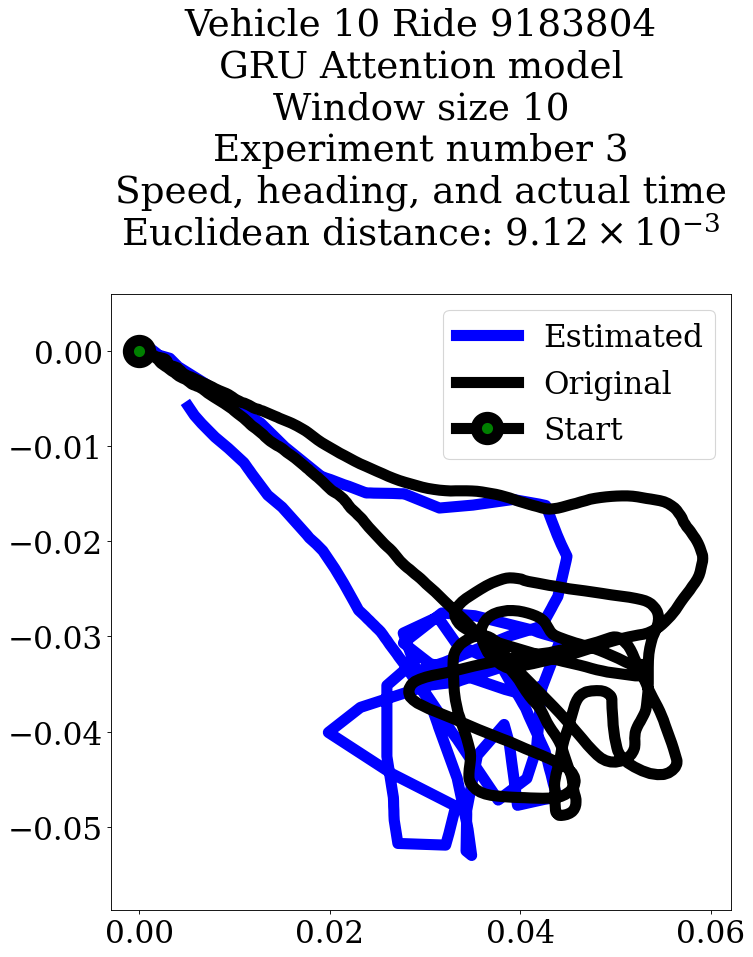 Vehicle 10 Ride 9183804
GRU Attention model
Window size 10
Experiment number 3
Speed, heading, and actual time
Euclidean distance: 9.12 × 10⁻³
Estimated
Original
Start
0.00
−0.01
−0.02
−0.03
−0.04
−0.05
0.00 0.02 0.04 0.06